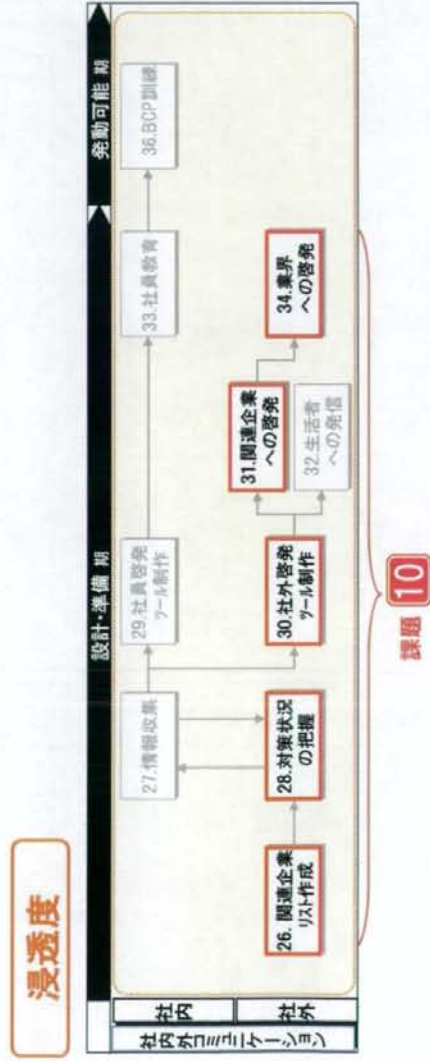 浸透度
設計・準備 期
発動可能 期
社内外コミュニケーション
社内
社外
27.情報収集
29.社員啓発
ツール制作
33.社員教育
36.BCP訓練
26. 関連企業
リスト作成
28.対策状況
の把握
30.社外啓発
ツール制作
31.関連企業
への啓発
32.生活者
への発信
34.業界
への啓発
課題 10